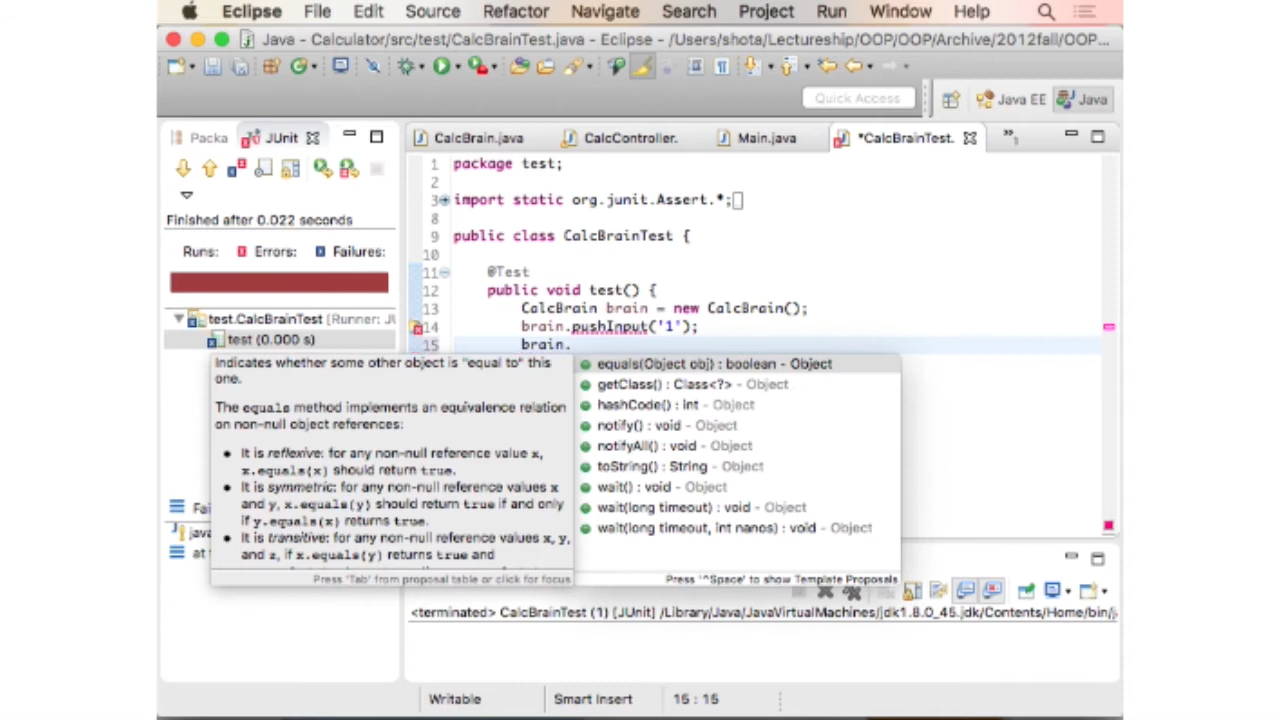 Eclipse File Edit Source Refactor Navigate Search Project Run Window Help
Java - Calculator/src/test/CalcBrainTest.java - Eclipse - /Users/shota/Lectureship/OOP/OOP/Archive/2012fall/OOP...
Quick Access
Java EE
Java
Packa
JUnit
CalcBrain.java
CalcController.
Main.java
*CalcBrainTest.
»1
Finished after 0.022 seconds
Runs: Errors: Failures:
test.CalcBrainTest [Runner: JU
test (0.000 s)
1 package test;
2
3 import static org.junit.Assert.*;
8
9 public class CalcBrainTest {
10
11 @Test
12 public void test() {
13 CalcBrain brain = new CalcBrain();
14 brain.pushInput('1');
15 brain.
Indicates whether some other object is "equal to" this
one.
The equals method implements an equivalence relation
on non-null object references:
• It is reflexive: for any non-null reference value x,
x.equals(x) should return true.
• It is symmetric: for any non-null reference values x
and y, x.equals(y) should return true if and only
if y.equals(x) returns true.
• It is transitive: for any non-null reference values x, y,
and z, if x.equals(y) returns true and
Press 'Tab' from proposal table or click for focus
equals(Object obj) : boolean - Object
getClass() : Class<?> - Object
hashCode() : int - Object
notify() : void - Object
notifyAll() : void - Object
toString() : String - Object
wait() : void - Object
wait(long timeout) : void - Object
wait(long timeout, int nanos) : void - Object
Press '^Space' to show Template Proposals
Fai
java
at
<terminated> CalcBrainTest (1) [JUnit] /Library/Java/JavaVirtualMachines/jdk1.8.0_45.jdk/Contents/Home/bin/j
Writable
Smart Insert
15 : 15